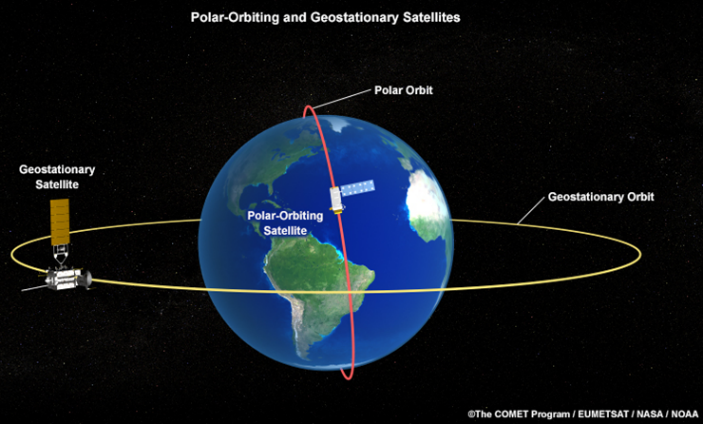 Polar-Orbiting and Geostationary Satellites
Polar Orbit
Geostationary
Satellite
Geostationary Orbit
Polar-Orbiting
Satellite
©The COMET Program / EUMETSAT / NASA / NOAA